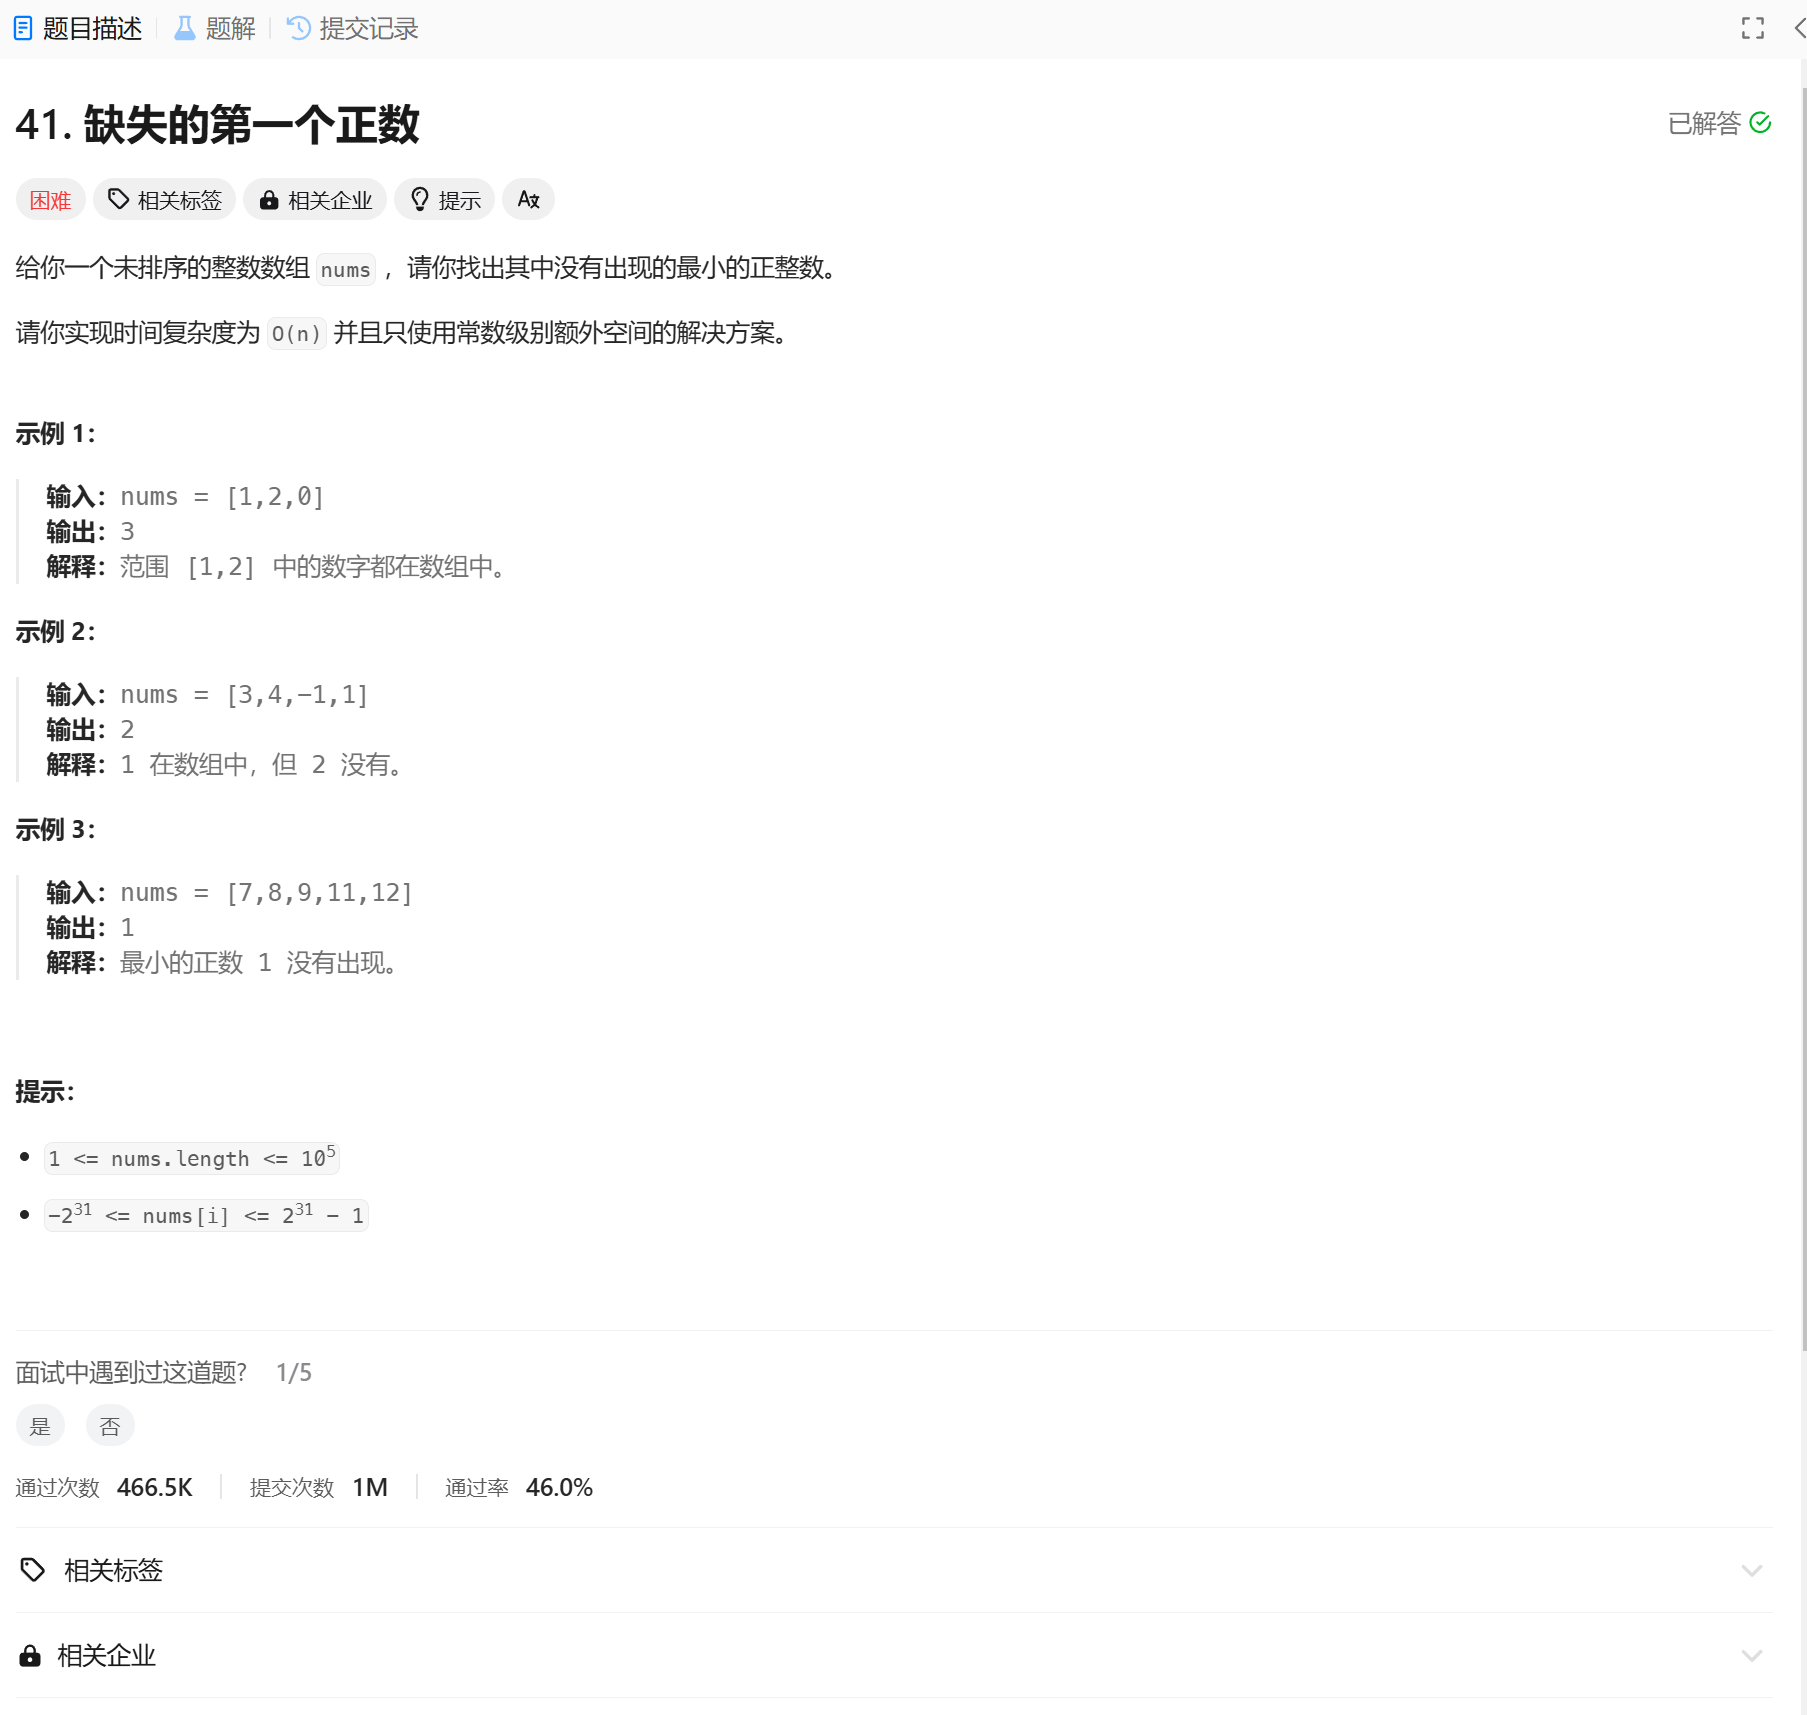 题目描述 题解 提交记录
41. 缺失的第一个正数 已解答
困难 相关标签 相关企业 提示 A文
给你一个未排序的整数数组 nums ，请你找出其中没有出现的最小的正整数。
请你实现时间复杂度为 O(n) 并且只使用常数级别额外空间的解决方案。
示例 1：
输入：nums = [1,2,0]
输出：3
解释：范围 [1,2] 中的数字都在数组中。
示例 2：
输入：nums = [3,4,-1,1]
输出：2
解释：1 在数组中，但 2 没有。
示例 3：
输入：nums = [7,8,9,11,12]
输出：1
解释：最小的正数 1 没有出现。
提示：
• 1 <= nums.length <= 10⁵
• -2³¹ <= nums[i] <= 2³¹ - 1
面试中遇到过这道题? 1/5
是 否
通过次数 466.5K 提交次数 1M 通过率 46.0%
相关标签
相关企业